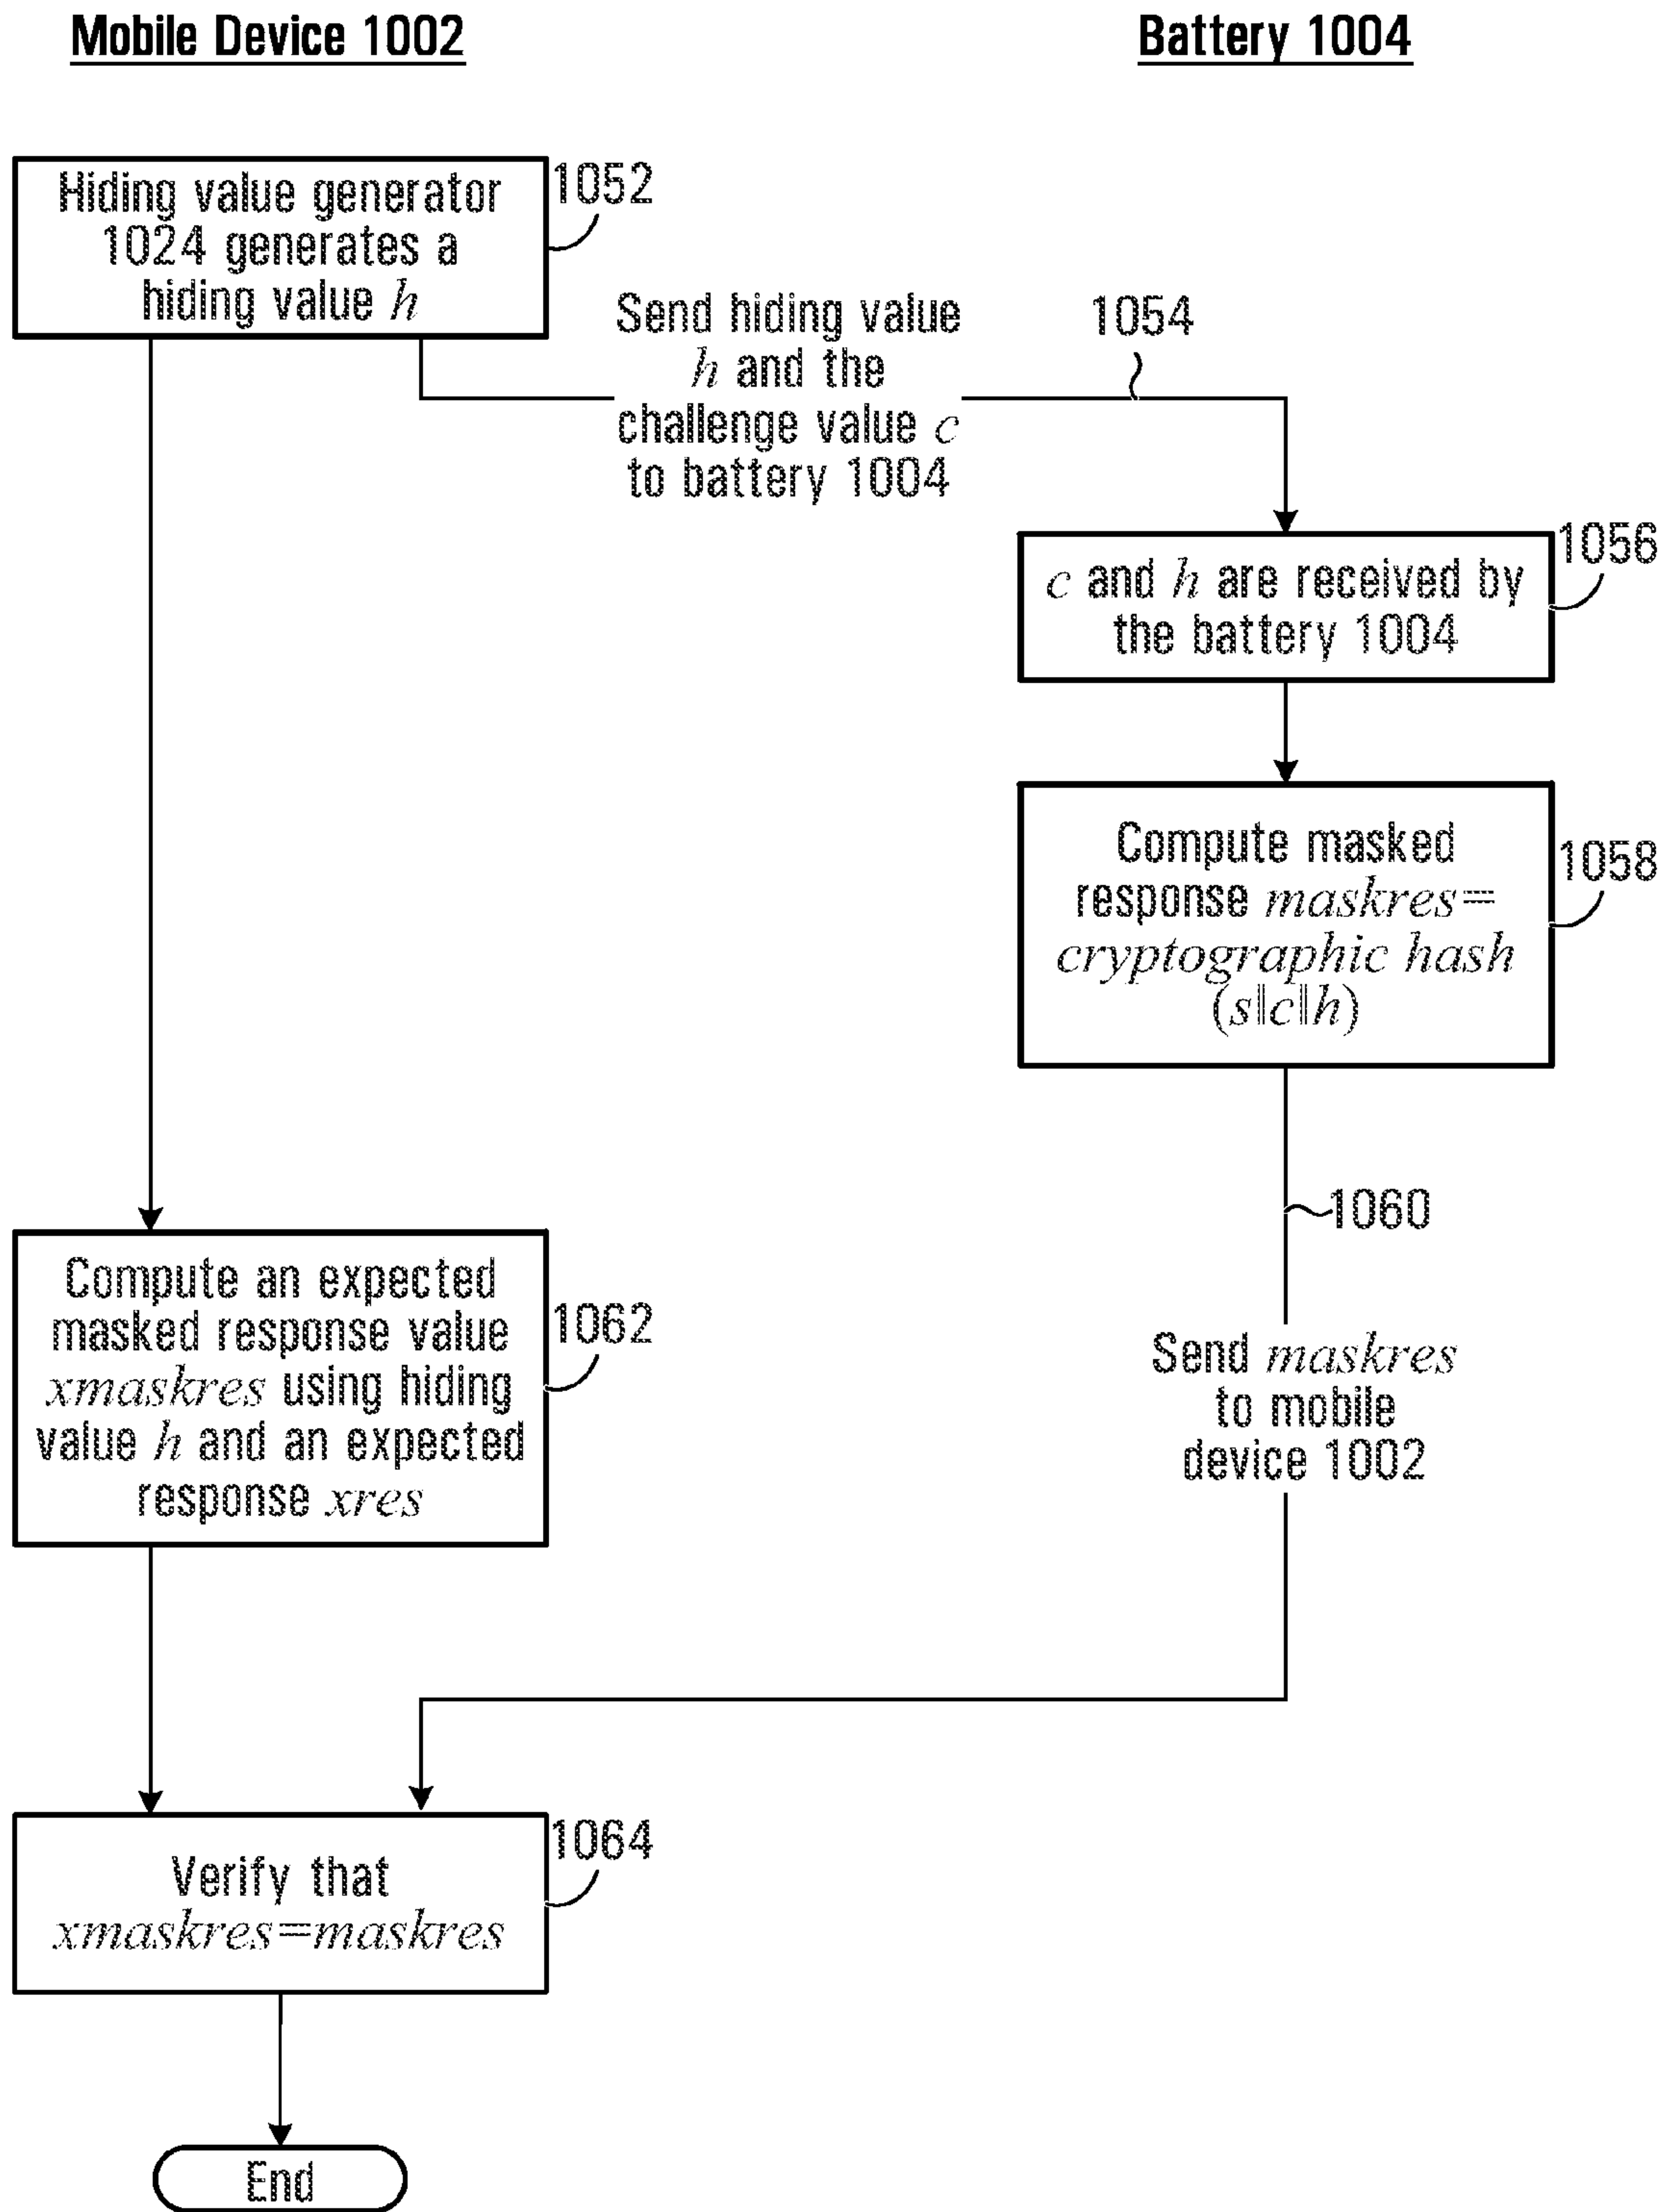 Mobile Device 1002
Battery 1004
Hiding value generator
1024 generates a
hiding value h
1052
Send hiding value
h and the
challenge value c
to battery 1004
1054
c and h are received by
the battery 1004
1056
Compute masked
response maskres=
cryptographic hash
(s||c||h)
1058
1060
Send maskres
to mobile
device 1002
Compute an expected
masked response value
xmaskres using hiding
value h and an expected
response xres
1062
Verify that
xmaskres=maskres
1064
End